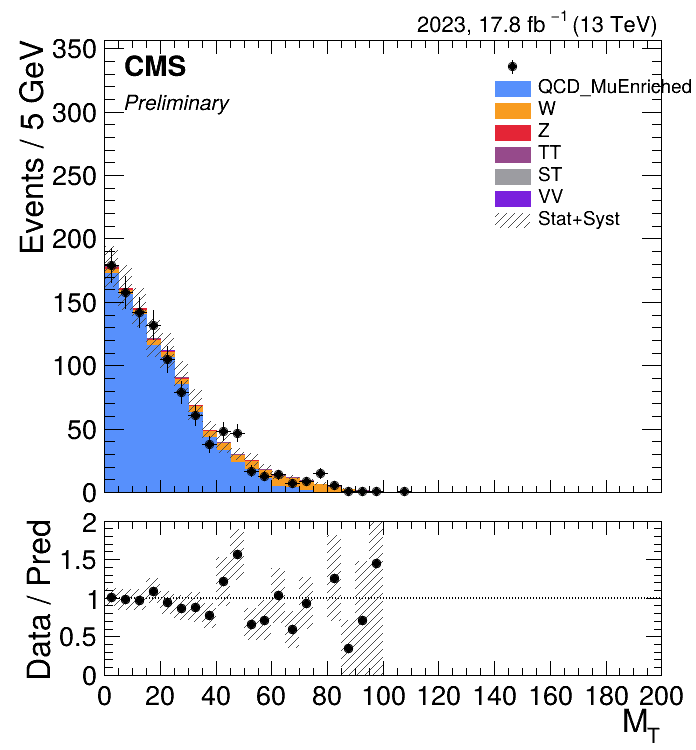 2023, 17.8 fb⁻¹ (13 TeV)
Events / 5 GeV
350
300
250
200
150
100
50
0
CMS
Preliminary
QCD_MuEnriched
W
Z
TT
ST
VV
Stat+Syst
Data / Pred
2
1.5
1
0.5
0
0 20 40 60 80 100 120 140 160 180 200
M_T